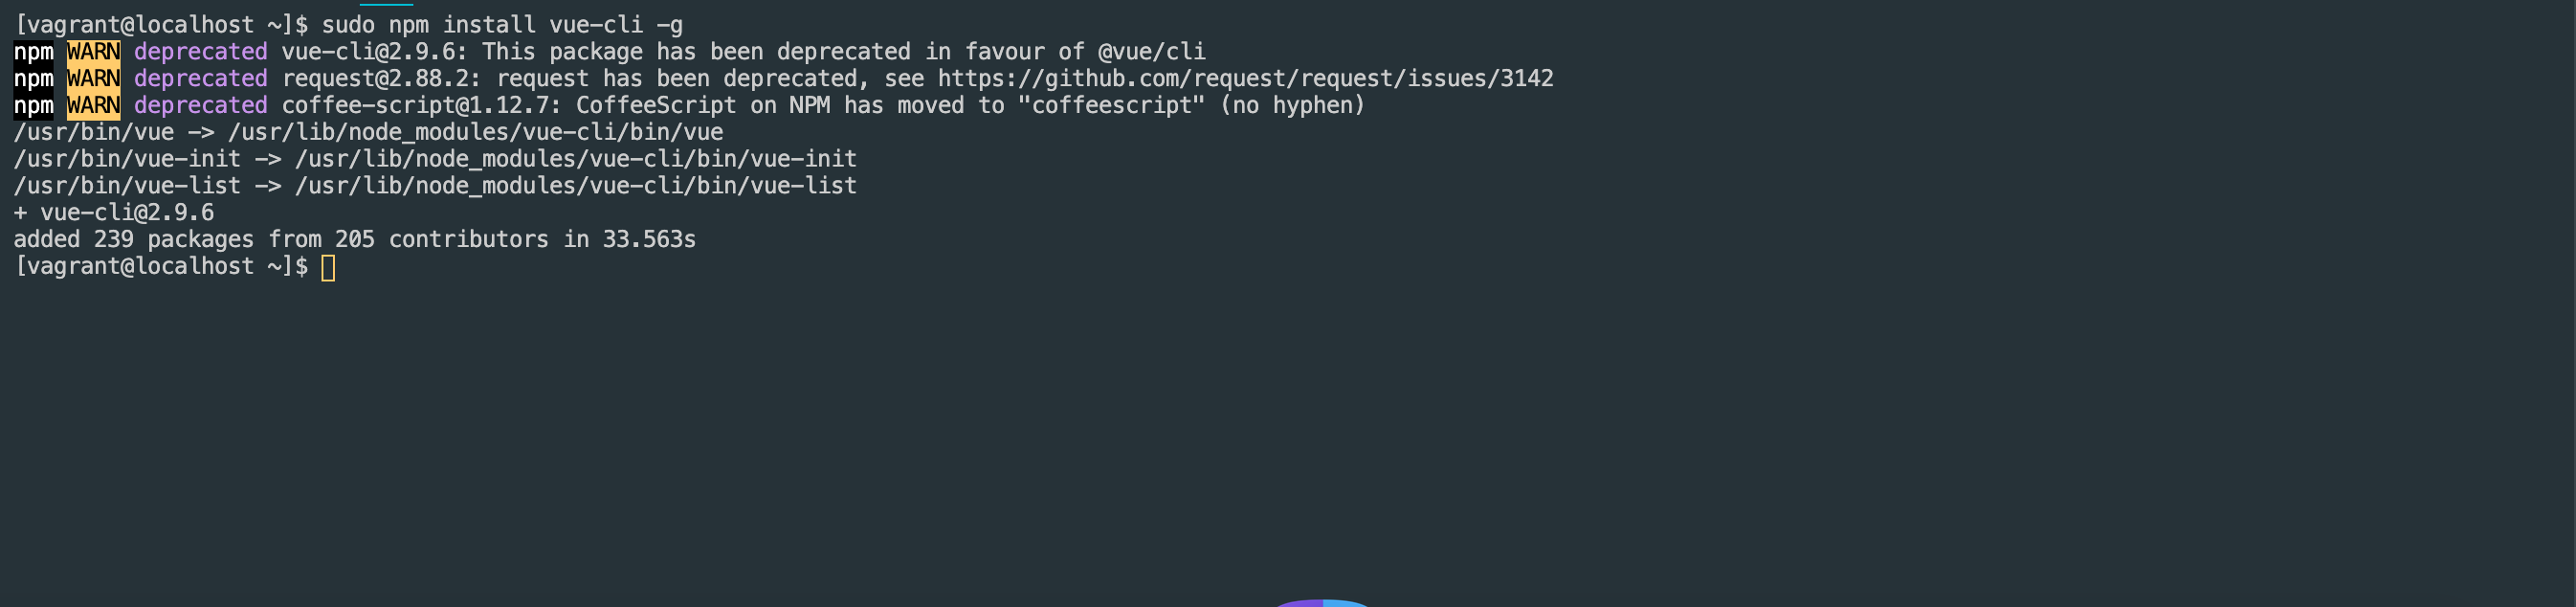 [vagrant@localhost ~]$ sudo npm install vue-cli -g
npm WARN deprecated vue-cli@2.9.6: This package has been deprecated in favour of @vue/cli
npm WARN deprecated request@2.88.2: request has been deprecated, see https://github.com/request/request/issues/3142
npm WARN deprecated coffee-script@1.12.7: CoffeeScript on NPM has moved to "coffeescript" (no hyphen)
/usr/bin/vue -> /usr/lib/node_modules/vue-cli/bin/vue
/usr/bin/vue-init -> /usr/lib/node_modules/vue-cli/bin/vue-init
/usr/bin/vue-list -> /usr/lib/node_modules/vue-cli/bin/vue-list
+ vue-cli@2.9.6
added 239 packages from 205 contributors in 33.563s
[vagrant@localhost ~]$